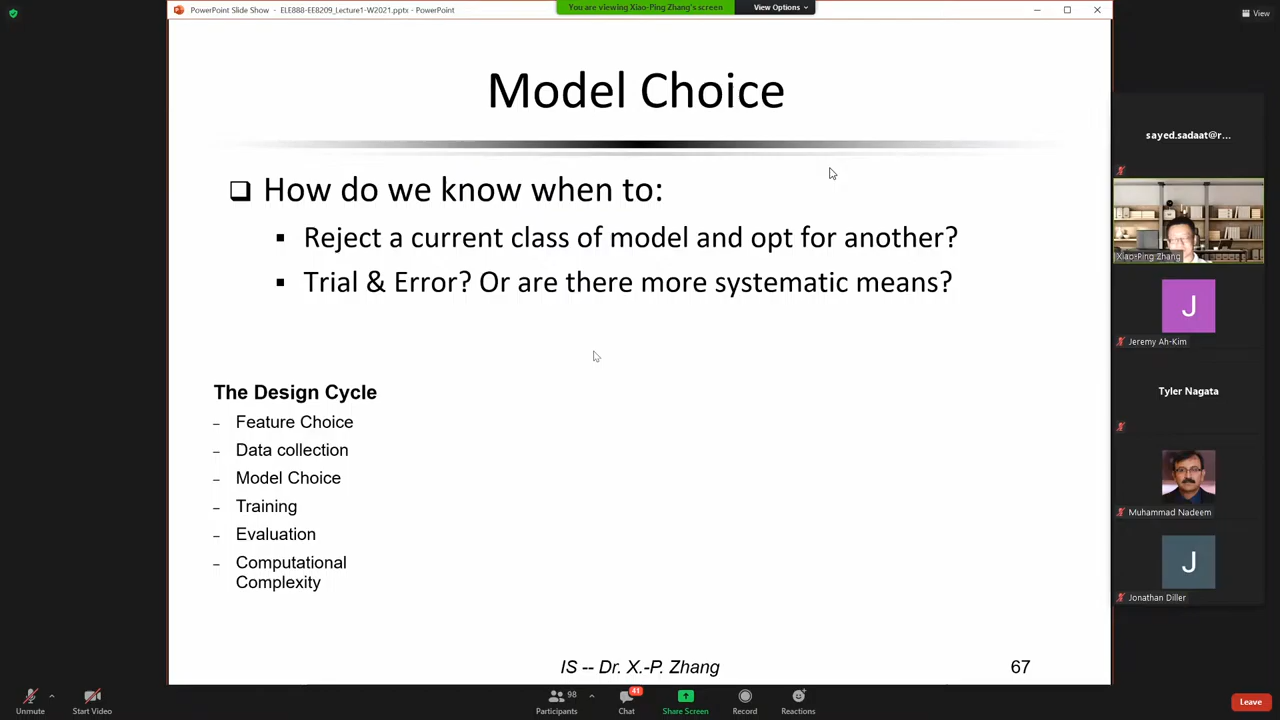 PowerPoint Slide Show - ELE888-EE8209_Lecture1-W2021.pptx - PowerPoint
You are viewing Xiao-Ping Zhang's screen
View Options
View
Model Choice
How do we know when to:
Reject a current class of model and opt for another?
Trial & Error? Or are there more systematic means?
The Design Cycle
– Feature Choice
– Data collection
– Model Choice
– Training
– Evaluation
– Computational
Complexity
IS -- Dr. X.-P. Zhang
67
sayed.sadaat@r...
Xiao-Ping Zhang
J
Jeremy Ah-Kim
Tyler Nagata
Muhammad Nadeem
J
Jonathan Diller
Unmute
Start Video
98
Participants
41
Chat
Share Screen
Record
Reactions
Leave